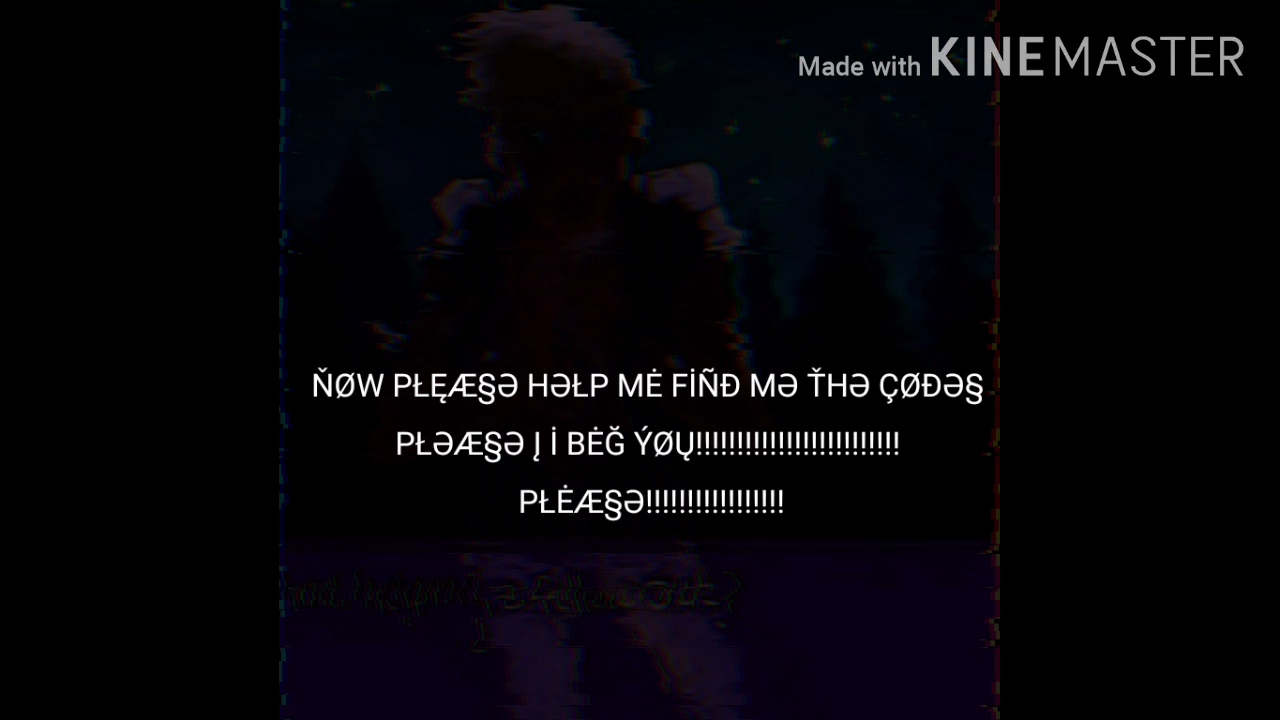 Made with KINEMASTER
ŇØW PŁĘÆ§Ə HƏŁP MĖ FİÑĐ MƏ ŤHƏ ÇØĐƏ§
PŁƏÆ§Ə Į İ BĖĞ ÝØŲ!!!!!!!!!!!!!!!!!!!!!!!!!
PŁĖÆ§Ə!!!!!!!!!!!!!!!!!